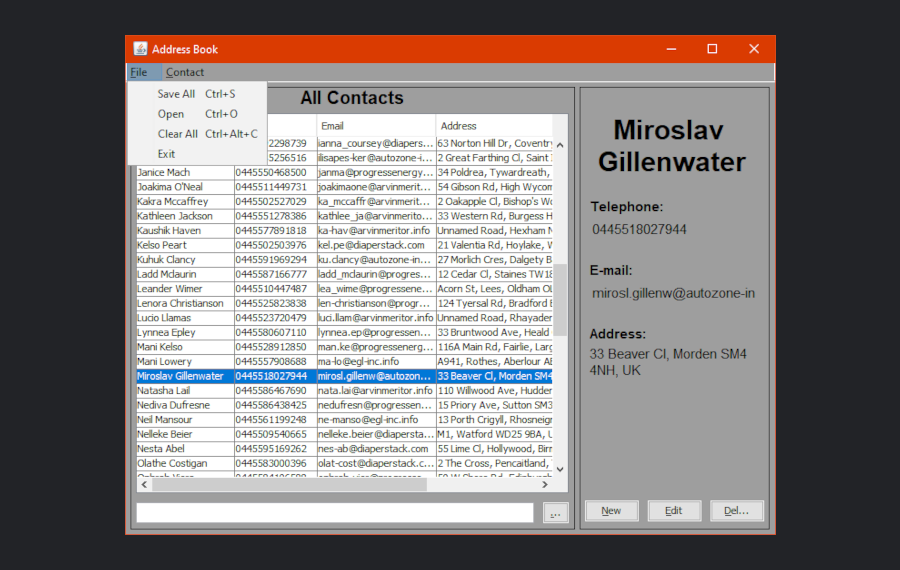 Address Book
File Contact
Save All Ctrl+S
Open Ctrl+O
Clear All Ctrl+Alt+C
Exit
All Contacts
Email Address
2298739 ianna_coursey@diapers... 63 Norton Hill Dr, Coventry
5256516 ilisapes-ker@autozone-i... 2 Great Farthing Cl, Saint
Janice Mach 0445550468500 janma@progressenergy... 34 Poldrea, Tywardreath,
Joakima O'Neal 0445511449731 joakimaone@arvinmerit... 54 Gibson Rd, High Wycom
Kakra Mccaffrey 0445502527029 ka_mccaffr@arvinmerit... 2 Oakapple Cl, Bishop's Wo
Kathleen Jackson 0445551278386 kathlee_ja@arvinmerito... 33 Western Rd, Burgess H
Kaushik Haven 0445577891818 ka-hav@arvinmeritor.info Unnamed Road, Hexham N
Kelso Peart 0445502503976 kel.pe@diaperstack.com 21 Valentia Rd, Hoylake, W
Kuhuk Clancy 0445591969294 ku.clancy@autozone-in... 27 Morlich Cres, Dalgety B
Ladd Mclaurin 0445587166777 ladd_mclaurin@progres... 12 Cedar Cl, Staines TW18
Leander Wimer 0445510447487 lea_wime@progressene... Acorn St, Lees, Oldham OL
Lenora Christianson 0445525823838 len-christianson@progr... 124 Tyersal Rd, Bradford B
Lucio Llamas 0445523720479 luci.llam@arvinmeritor.info Unnamed Road, Rhayader
Lynnea Epley 0445580607110 lynnea.ep@progressen... 33 Bruntwood Ave, Heald
Mani Kelso 0445528912850 man.ke@progressenerg... 116A Main Rd, Fairlie, Larg
Mani Lowery 0445557908688 ma-lo@egl-inc.info A941, Rothes, Aberlour AB
Miroslav Gillenwater 0445518027944 mirosl.gillenw@autozon... 33 Beaver Cl, Morden SM4
Natasha Lail 0445586467690 nata.lai@arvinmeritor.info 110 Willwood Ave, Hudder
Nediva Dufresne 0445586438425 nedufresn@progressen... 15 Priory Ave, Sutton SM3
Neil Mansour 0445561199248 ne-manso@egl-inc.info 13 Porth Crigyll, Rhosneigr
Nelleke Beier 0445509540665 nelleke.beier@diapersta... M1, Watford WD25 9BA, U
Nesta Abel 0445595169262 nes-ab@diaperstack.com 55 Lime Cl, Hollywood, Birm
Olathe Costigan 0445583000396 olat-cost@diaperstack.c... 2 The Cross, Pencaitland,
...
Miroslav
Gillenwater
Telephone:
0445518027944
E-mail:
mirosl.gillenw@autozone-in
Address:
33 Beaver Cl, Morden SM4
4NH, UK
New Edit Del...